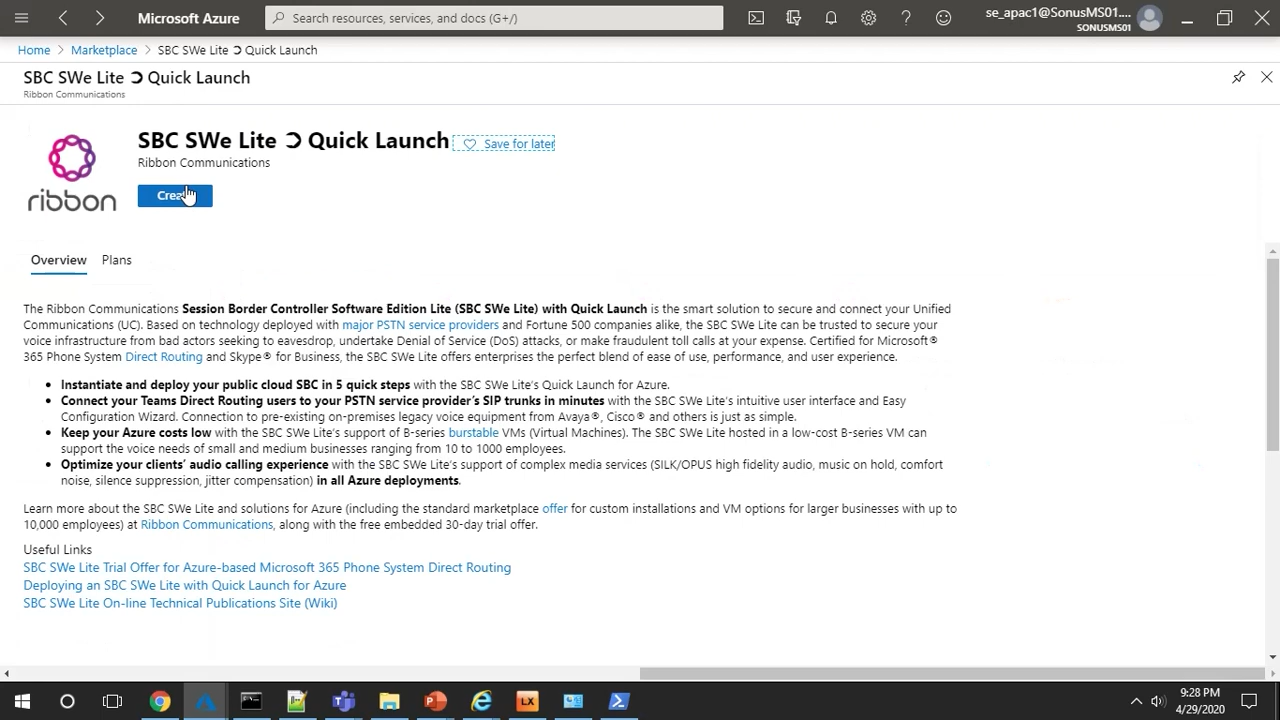 Microsoft Azure
Search resources, services, and docs (G+/)
se_apac1@SonusMS01....
SONUSMS01
Home > Marketplace > SBC SWe Lite Ɔ Quick Launch
SBC SWe Lite Ɔ Quick Launch
Ribbon Communications
SBC SWe Lite Ɔ Quick Launch
Save for later
Ribbon Communications
ribbon
Overview
Plans
The Ribbon Communications Session Border Controller Software Edition Lite (SBC SWe Lite) with Quick Launch is the smart solution to secure and connect your Unified
Communications (UC). Based on technology deployed with major PSTN service providers and Fortune 500 companies alike, the SBC SWe Lite can be trusted to secure your
voice infrastructure from bad actors seeking to eavesdrop, undertake Denial of Service (DoS) attacks, or make fraudulent toll calls at your expense. Certified for Microsoft®
365 Phone System Direct Routing and Skype® for Business, the SBC SWe Lite offers enterprises the perfect blend of ease of use, performance, and user experience.
• Instantiate and deploy your public cloud SBC in 5 quick steps with the SBC SWe Lite's Quick Launch for Azure.
• Connect your Teams Direct Routing users to your PSTN service provider's SIP trunks in minutes with the SBC SWe Lite's intuitive user interface and Easy
Configuration Wizard. Connection to pre-existing on-premises legacy voice equipment from Avaya®, Cisco® and others is just as simple.
• Keep your Azure costs low with the SBC SWe Lite's support of B-series burstable VMs (Virtual Machines). The SBC SWe Lite hosted in a low-cost B-series VM can
support the voice needs of small and medium businesses ranging from 10 to 1000 employees.
• Optimize your clients' audio calling experience with the SBC SWe Lite's support of complex media services (SILK/OPUS high fidelity audio, music on hold, comfort
noise, silence suppression, jitter compensation) in all Azure deployments.
Learn more about the SBC SWe Lite and solutions for Azure (including the standard marketplace offer for custom installations and VM options for larger businesses with up to
10,000 employees) at Ribbon Communications, along with the free embedded 30-day trial offer.
Useful Links
SBC SWe Lite Trial Offer for Azure-based Microsoft 365 Phone System Direct Routing
Deploying an SBC SWe Lite with Quick Launch for Azure
SBC SWe Lite On-line Technical Publications Site (Wiki)
LX
9:28 PM
4/29/2020